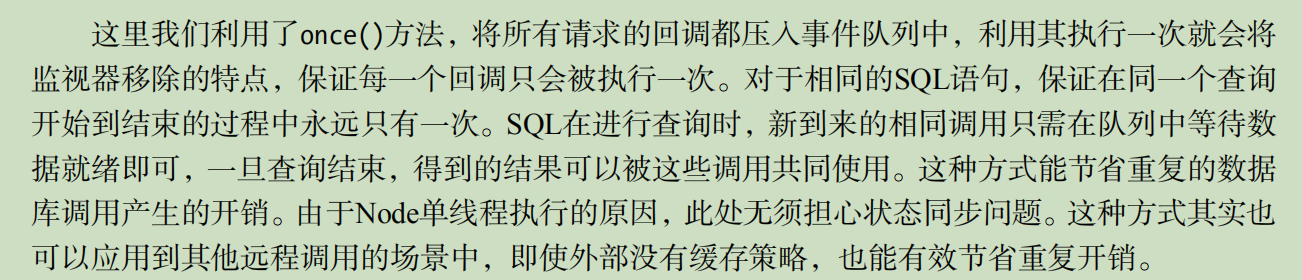 这里我们利用了once()方法，将所有请求的回调都压入事件队列中，利用其执行一次就会将
监视器移除的特点，保证每一个回调只会被执行一次。对于相同的SQL语句，保证在同一个查询
开始到结束的过程中永远只有一次。SQL在进行查询时，新到来的相同调用只需在队列中等待数
据就绪即可，一旦查询结束，得到的结果可以被这些调用共同使用。这种方式能节省重复的数据
库调用产生的开销。由于Node单线程执行的原因，此处无须担心状态同步问题。这种方式其实也
可以应用到其他远程调用的场景中，即使外部没有缓存策略，也能有效节省重复开销。